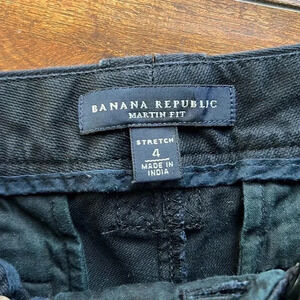 BANANA REPUBLIC
MARTIN FIT
STRETCH
4
MADE IN
INDIA